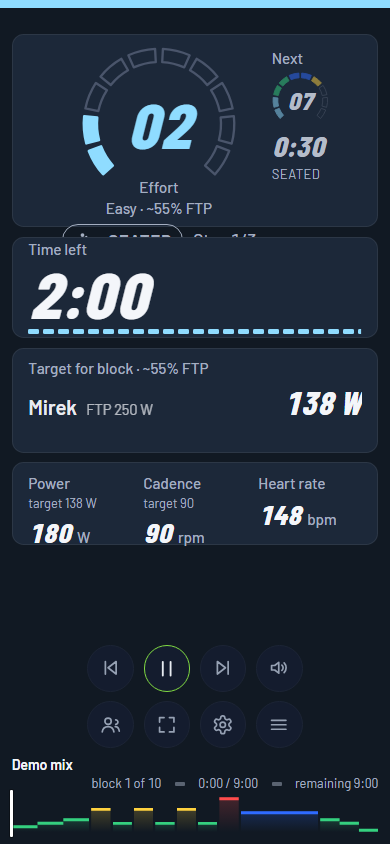 Next
02
07
0:30
SEATED
Effort
Easy · ~55% FTP
Time left
2:00
Target for block · ~55% FTP
Mirek FTP 250 W
138 W
Power
Cadence
Heart rate
target 138 W
target 90
180 W
90 rpm
148 bpm
Demo mix
block 1 of 10
0:00 / 9:00
remaining 9:00